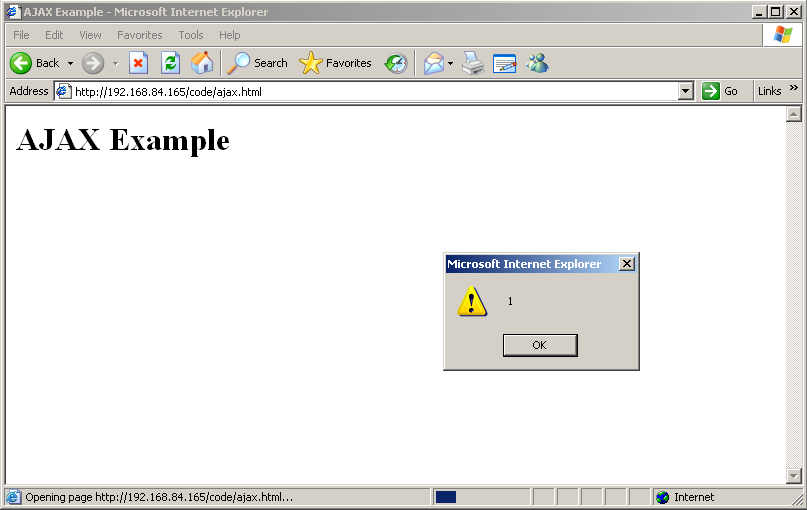 AJAX Example - Microsoft Internet Explorer
File Edit View Favorites Tools Help
Back Search Favorites
Address http://192.168.84.165/code/ajax.html Go Links »
AJAX Example
Microsoft Internet Explorer
1
OK
Opening page http://192.168.84.165/code/ajax.html... Internet